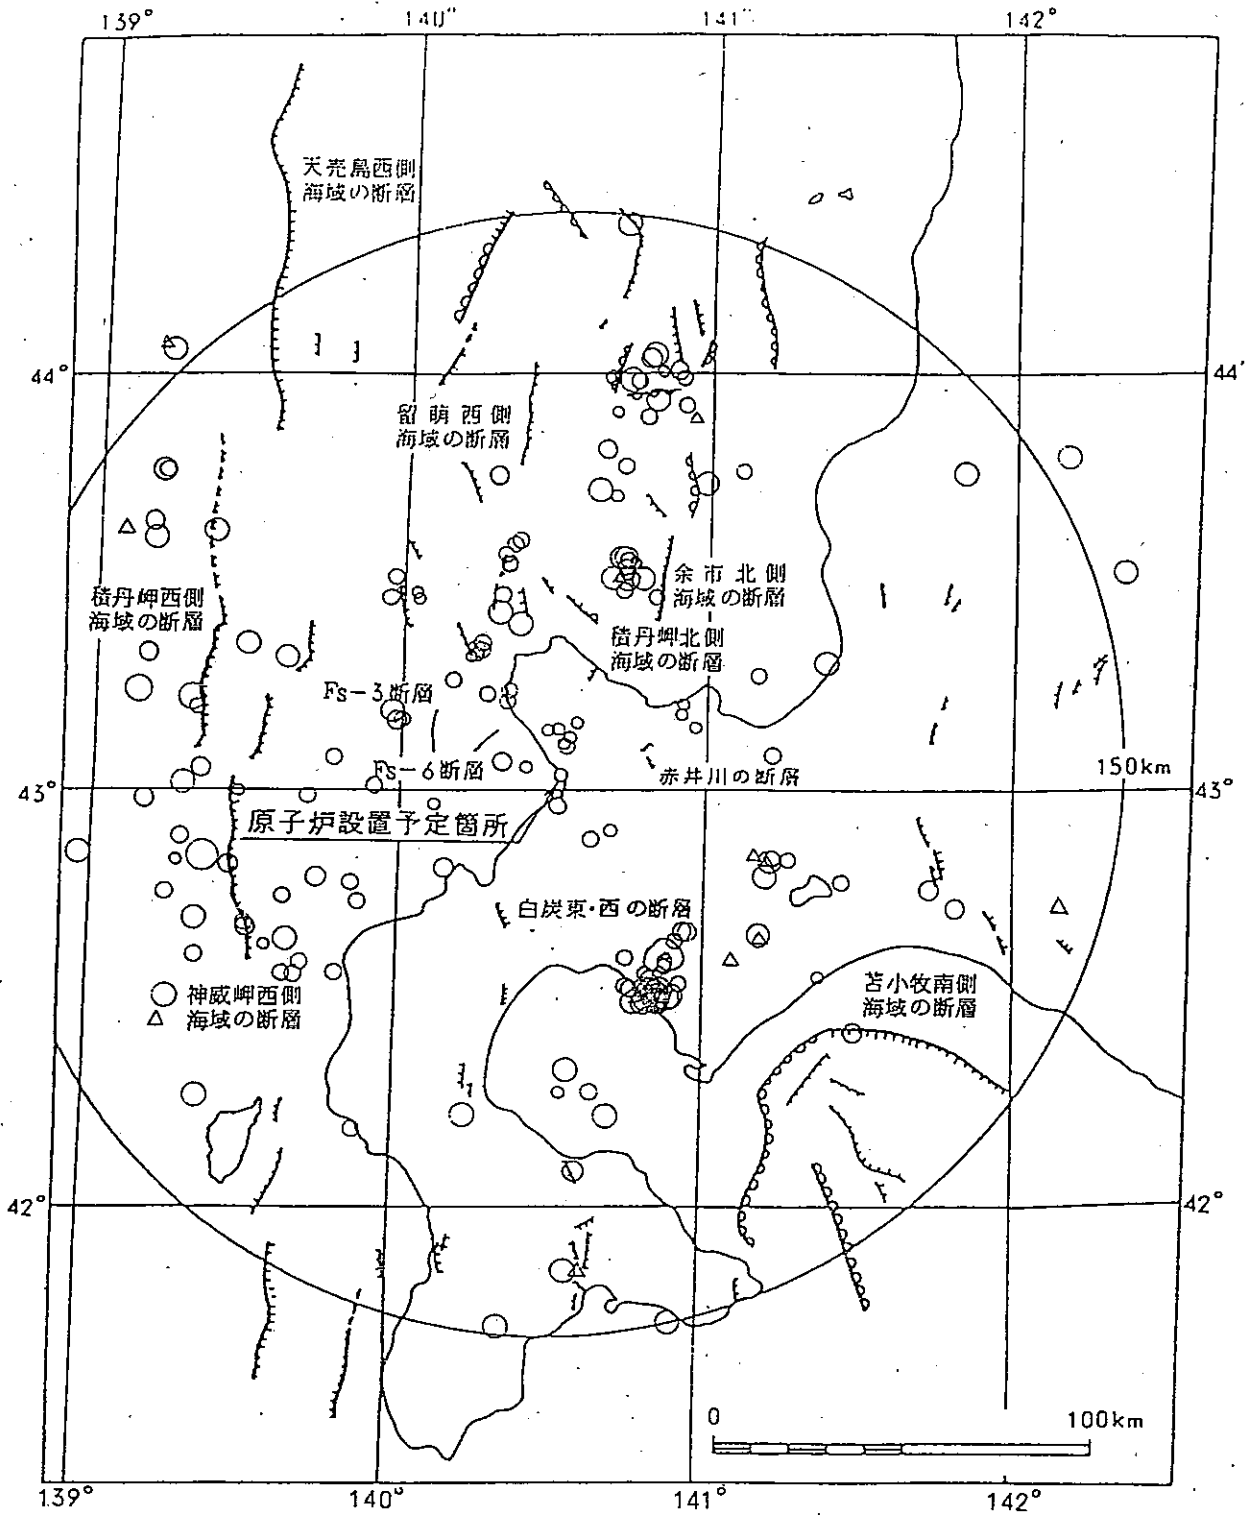 139°
140°
141°
142°
天売島西側
海域の断層
44°
44°
留萌西側
海域の断層
積丹岬西側
海域の断層
余市北側
海域の断層
積丹岬北側
海域の断層
Fs-3断層
Fs-6断層
赤井川の断層
150km
43°
43°
原子炉設置予定箇所
白炭東・西の断層
神威岬西側
海域の断層
苫小牧南側
海域の断層
42°
42°
0
100km
139°
140°
141°
142°